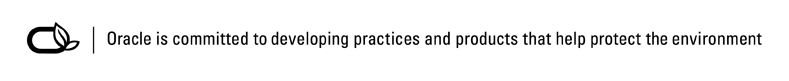 Oracle is committed to developing practices and products that help protect the environment